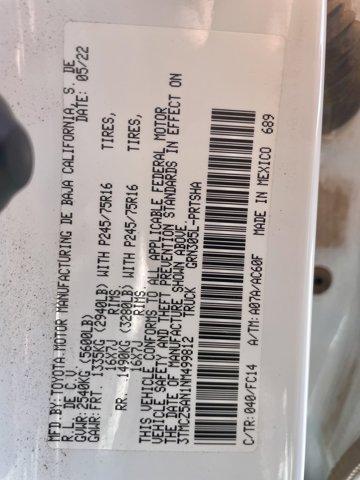 MFD.BY:TOYOTA MOTOR MANUFACTURING DE BAJA CALIFORNIA, S. DE
R.L. DE C.V. DATE: 05/22
GVWR: 2540KG (5600LB)
GAWR:FRT. 1335KG (2940LB) WITH P245/75R16 TIRES,
16X7J RIMS,
RR. 1490KG (3280LB) WITH P245/75R16 TIRES,
16X7J RIMS,
THIS VEHICLE CONFORMS TO ALL APPLICABLE FEDERAL MOTOR
VEHICLE SAFETY AND THEFT PREVENTION STANDARDS IN EFFECT ON
THE DATE OF MANUFACTURE SHOWN ABOVE.
3TMCZ5AN1NM499812 TRUCK GRN305L-PRTSHA
C/TR:040/FC14 A/TM:A07A/AC60F MADE IN MEXICO 689